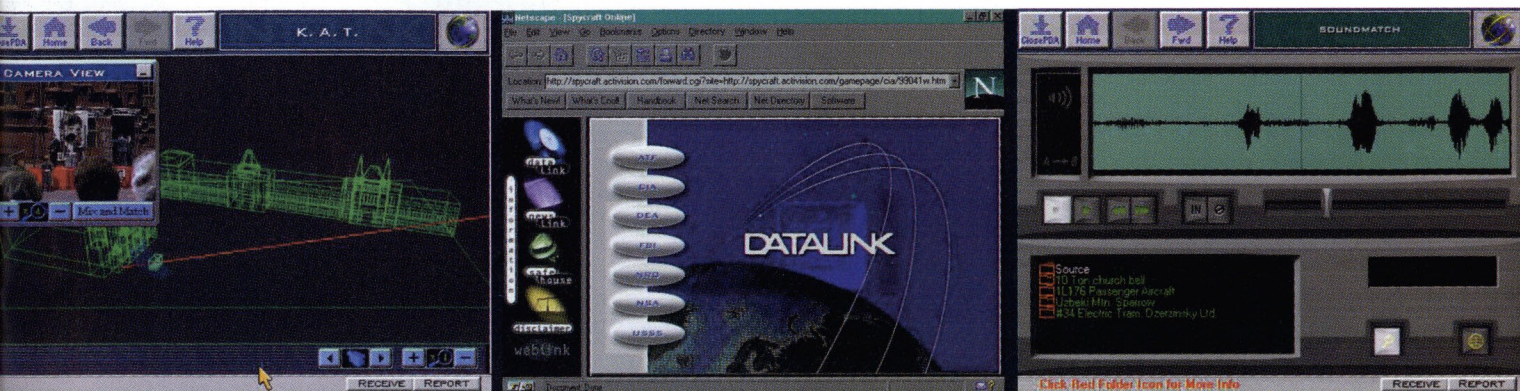 ClosePDA
Home
Back
Fwd
Help
K. A. T.
CAMERA VIEW
Mix and Match
RECEIVE
REPORT
Netscape - [Spycraft Online]
File Edit View Go Bookmarks Options Directory Window Help
Location: http://spycraft.activision.com/forward.cgi?site=http://spycraft.activision.com/gamepage/cia/99041w.htm
N
What's New! What's Cool! Handbook Net Search Net Directory Software
information
data link
news link
safe house
disclaimer
weblink
ATF
CIA
DEA
FBI
NRO
NSA
USSS
DATALINK
Document: Done
ClosePDA
Home
Back
Fwd
Help
SOUNDMATCH
IN
Source
10 Ton church bell
IL176 Passenger Aircraft
Uzbeki Mtn. Sparrow
#34 Electric Tram, Dzerzinsky Ud.
Click Red Folder Icon for More Info
RECEIVE
REPORT